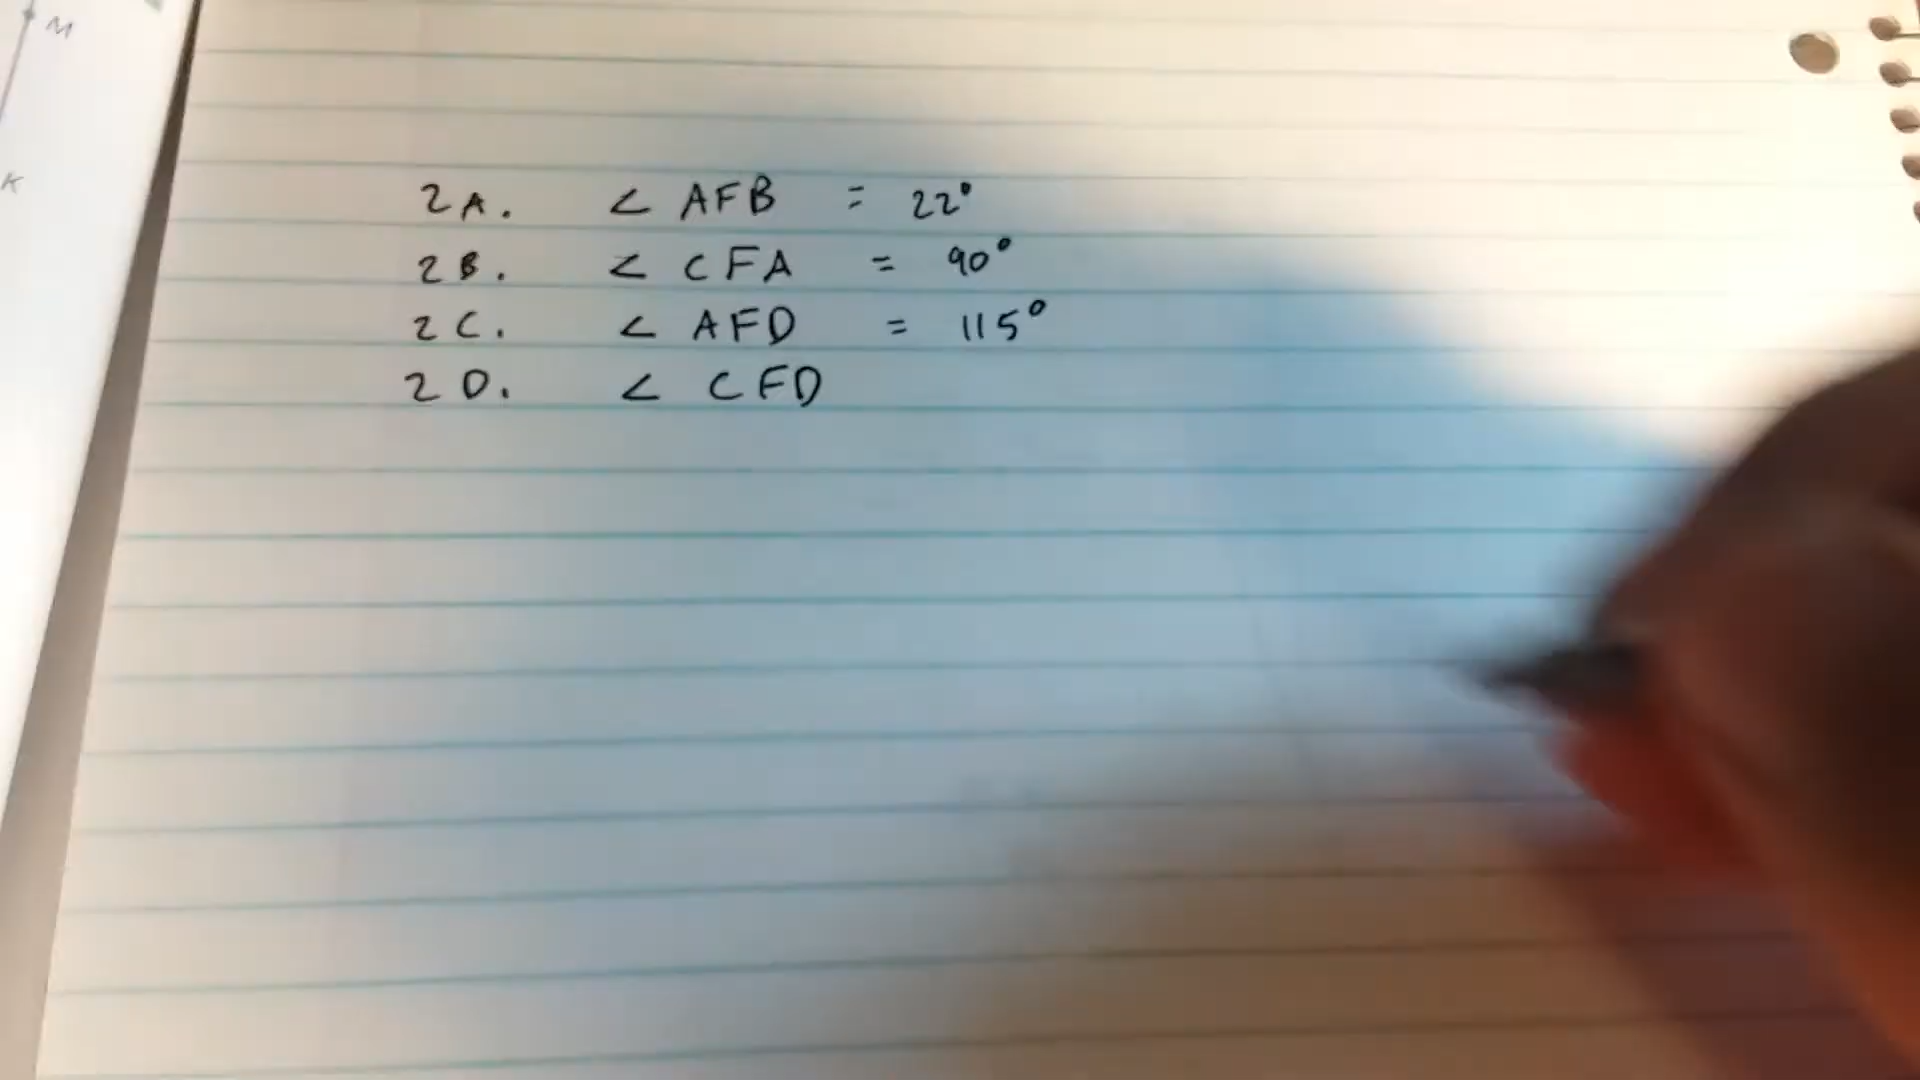 M
K
2A. < AFB = 22°
2B. < CFA = 90°
2C. < AFD = 115°
2D. < CFD